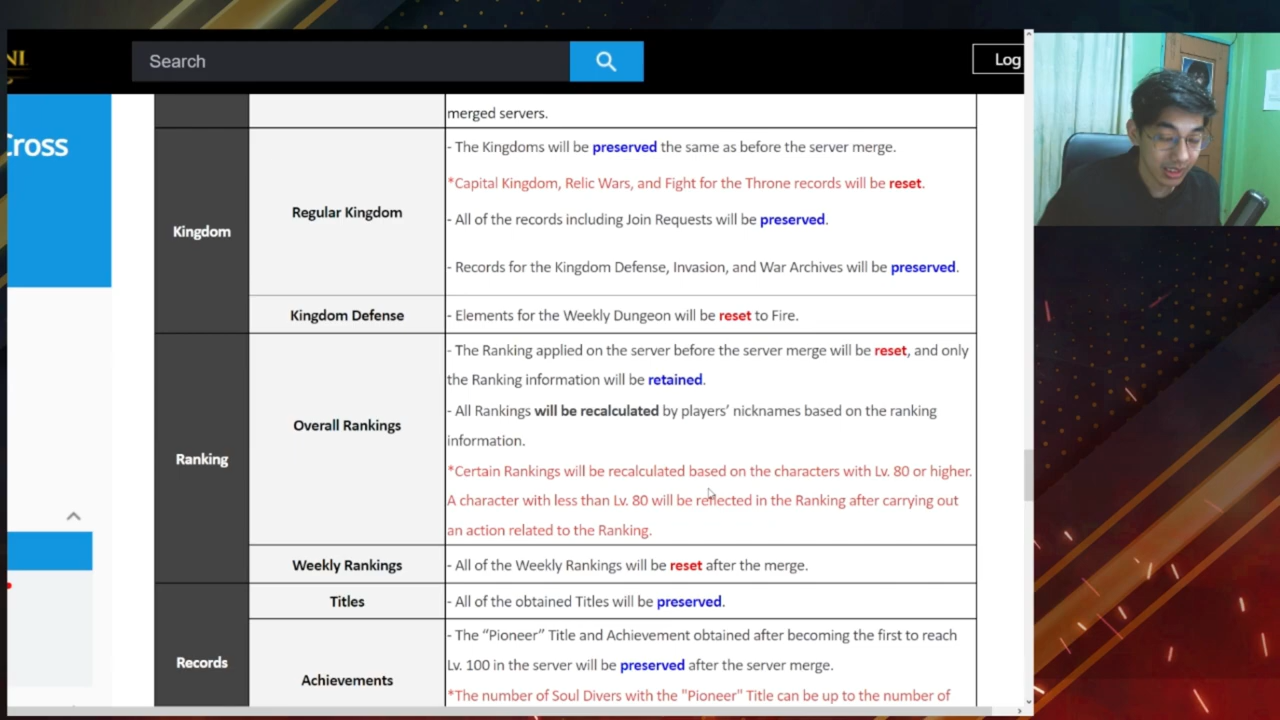 NI
Search
Log
Cross
merged servers.
Kingdom
Regular Kingdom
- The Kingdoms will be preserved the same as before the server merge.
*Capital Kingdom, Relic Wars, and Fight for the Throne records will be reset.
- All of the records including Join Requests will be preserved.
- Records for the Kingdom Defense, Invasion, and War Archives will be preserved.
Kingdom Defense
- Elements for the Weekly Dungeon will be reset to Fire.
Ranking
Overall Rankings
- The Ranking applied on the server before the server merge will be reset, and only
the Ranking information will be retained.
- All Rankings will be recalculated by players’ nicknames based on the ranking
information.
*Certain Rankings will be recalculated based on the characters with Lv. 80 or higher.
A character with less than Lv. 80 will be reflected in the Ranking after carrying out
an action related to the Ranking.
Weekly Rankings
- All of the Weekly Rankings will be reset after the merge.
Records
Titles
- All of the obtained Titles will be preserved.
Achievements
- The “Pioneer” Title and Achievement obtained after becoming the first to reach
Lv. 100 in the server will be preserved after the server merge.
*The number of Soul Divers with the "Pioneer" Title can be up to the number of